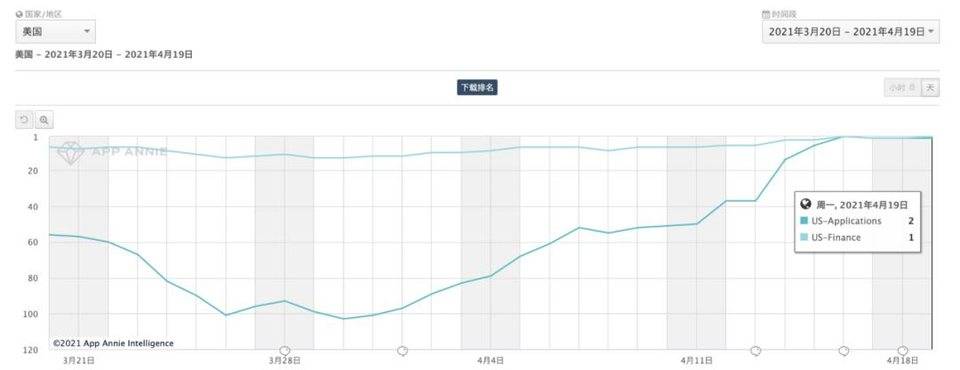 国家/地区
时间段
美国
2021年3月20日 - 2021年4月19日
美国 - 2021年3月20日 - 2021年4月19日
下载排名
小时
天
APP ANNIE
1
20
40
60
80
100
120
周一, 2021年4月19日
US-Applications 2
US-Finance 1
©2021 App Annie Intelligence
3月21日
3月28日
4月4日
4月11日
4月18日